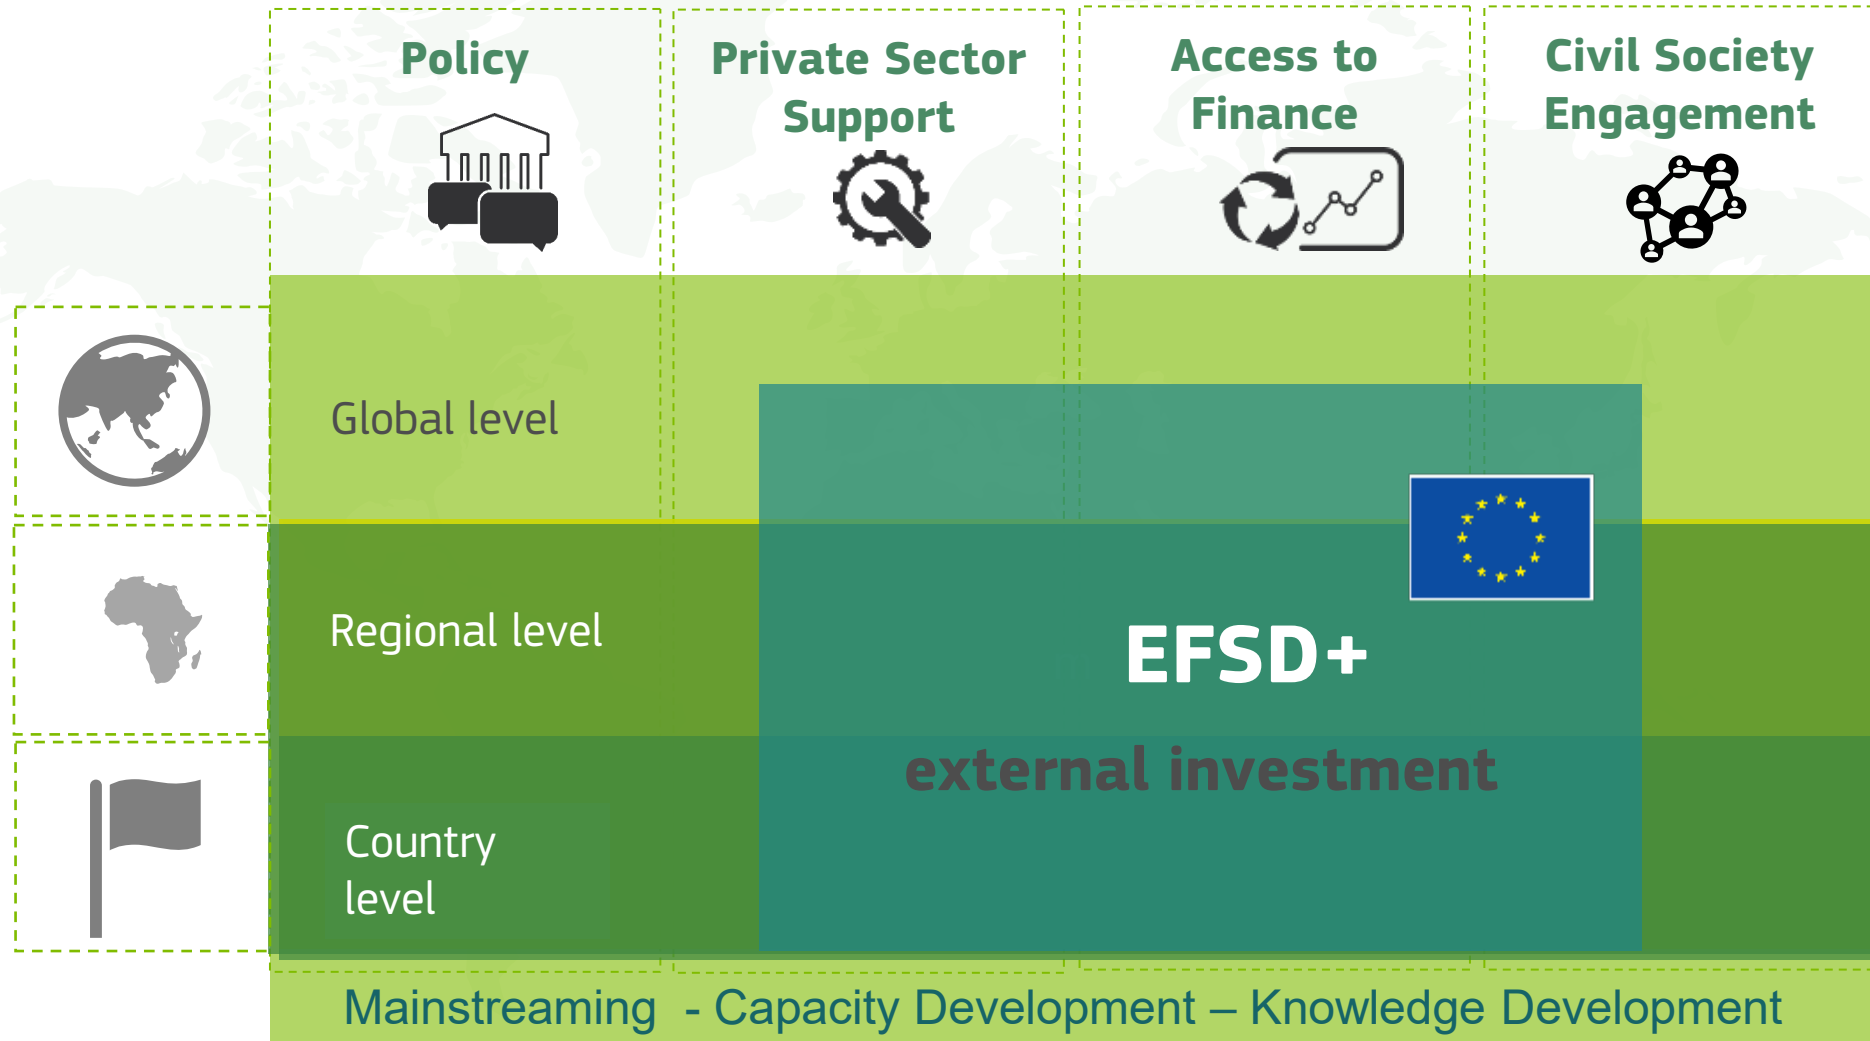 Policy
Private Sector
Support
Access to
Finance
Civil Society
Engagement
Global level
Regional level
EFSD+
external investment
Country
level
Mainstreaming - Capacity Development – Knowledge Development